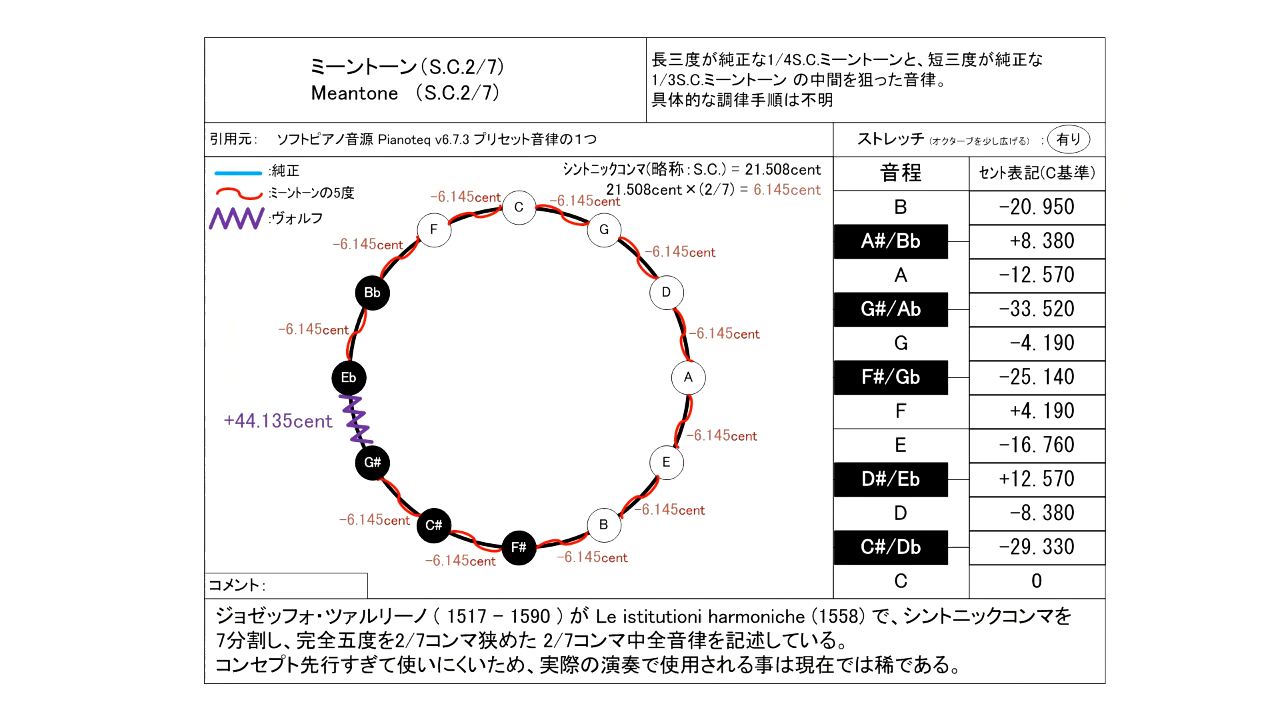 ミーントーン(S.C.2/7)
Meantone (S.C.2/7)
長三度が純正な1/4S.C.ミーントーンと、短三度が純正な
1/3S.C.ミーントーン の中間を狙った音律。
具体的な調律手順は不明
引用元: ソフトピアノ音源 Pianoteq v6.7.3 プリセット音律の1つ
ストレッチ (オクターブを少し広げる) : 有り
:純正
:ミーントーンの5度
:ヴォルフ
シントニックコンマ(略称:S.C.) = 21.508cent
21.508cent×(2/7) = 6.145cent
C
G
D
A
E
B
F#
C#
G#
Eb
Bb
F
-6.145cent
-6.145cent
-6.145cent
-6.145cent
-6.145cent
-6.145cent
-6.145cent
-6.145cent
-6.145cent
+44.135cent
-6.145cent
-6.145cent
-6.145cent
音程 セント表記(C基準)
B -20.950
A#/Bb +8.380
A -12.570
G#/Ab -33.520
G -4.190
F#/Gb -25.140
F +4.190
E -16.760
D#/Eb +12.570
D -8.380
C#/Db -29.330
C 0
コメント:
ジョゼッフォ・ツァルリーノ ( 1517 - 1590 ) が Le istitutioni harmoniche (1558) で、シントニックコンマを
7分割し、完全五度を2/7コンマ狭めた 2/7コンマ中全音律を記述している。
コンセプト先行すぎて使いにくいため、実際の演奏で使用される事は現在では稀である。